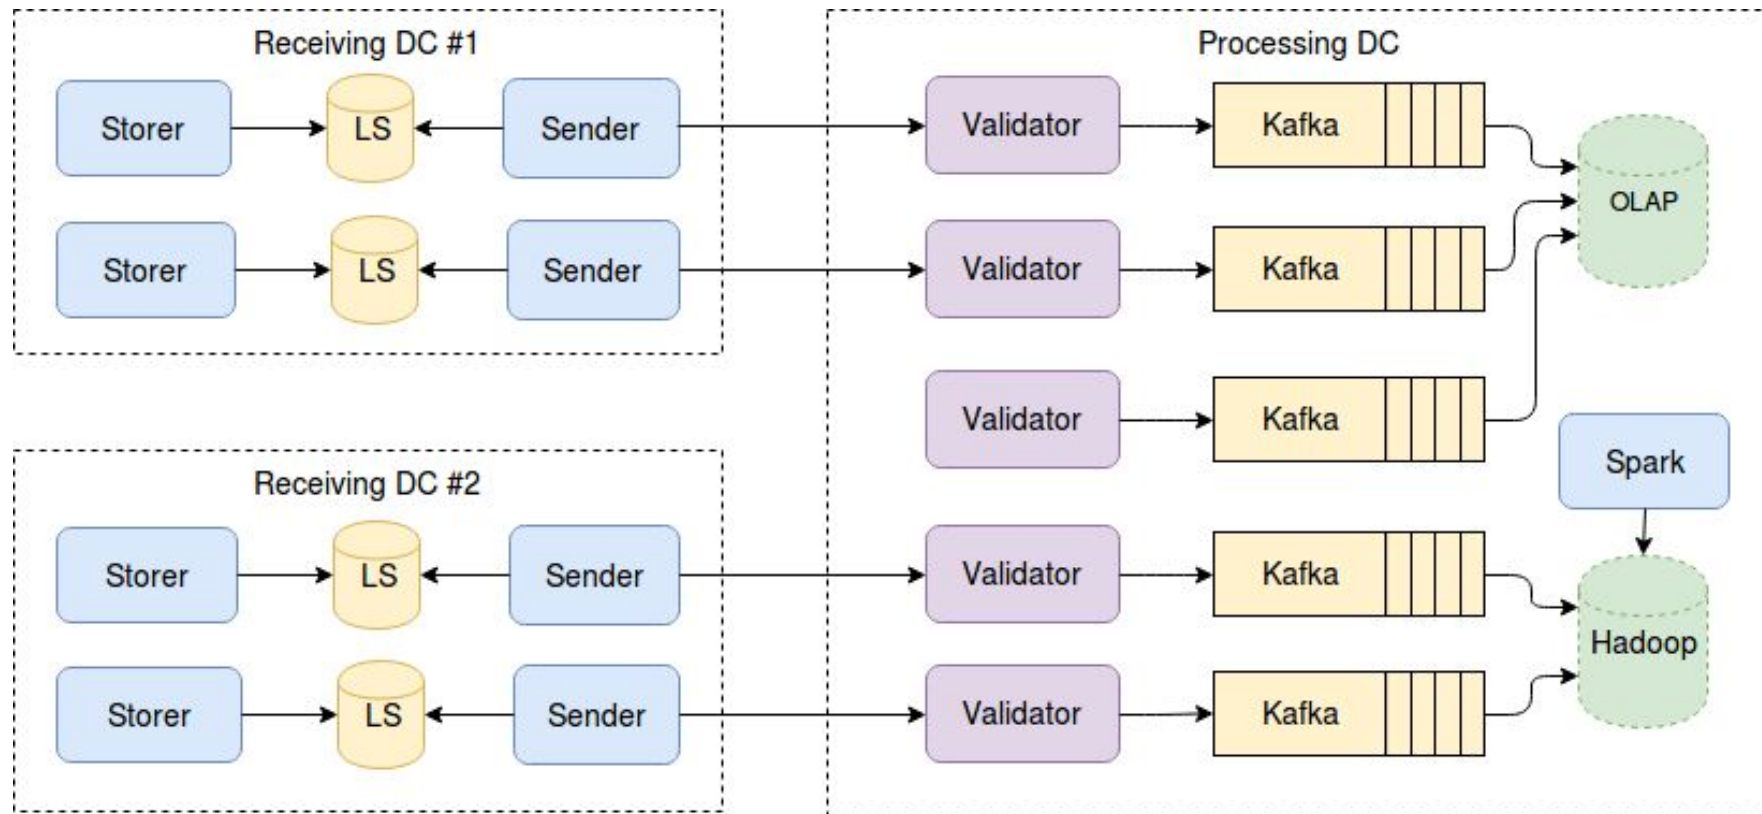 Receiving DC #1
Storer
LS
Sender
Storer
LS
Sender
Receiving DC #2
Storer
LS
Sender
Storer
LS
Sender
Processing DC
Validator
Kafka
Validator
Kafka
Validator
Kafka
Validator
Kafka
Validator
Kafka
OLAP
Spark
Hadoop